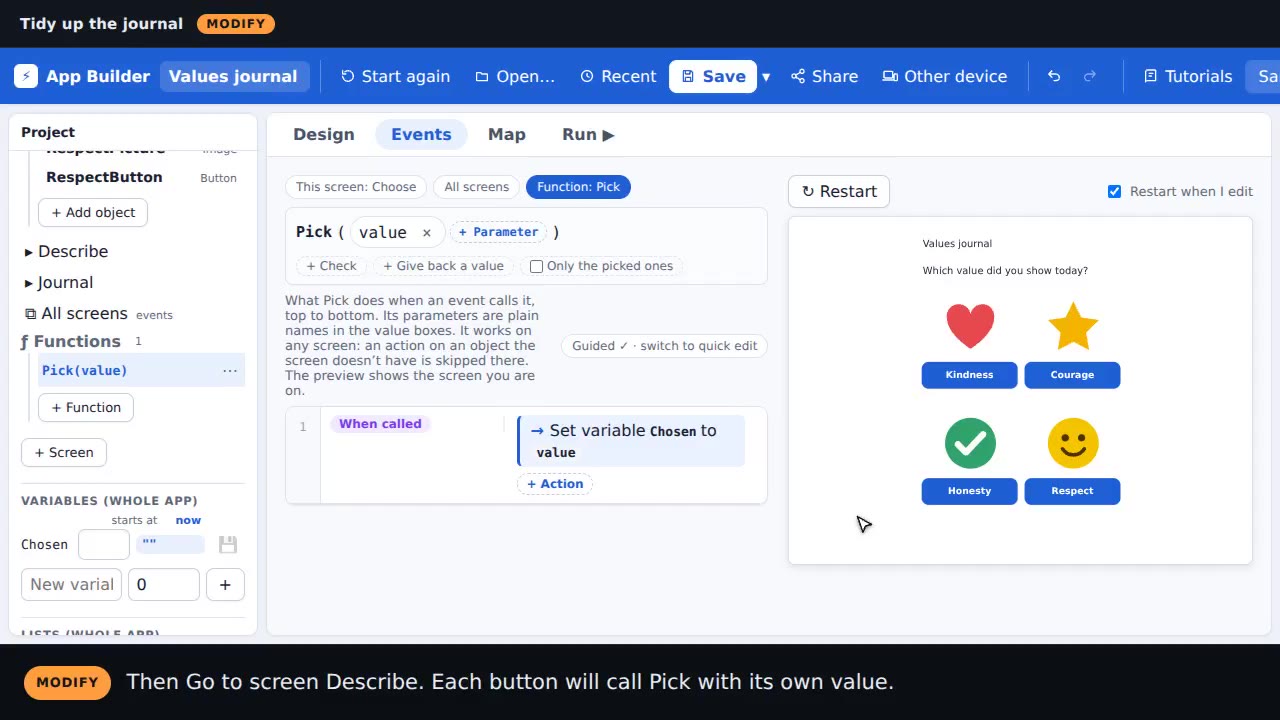 Tidy up the journal MODIFY
⚡ App Builder Values journal Start again Open… Recent Save ▾ Share Other device Tutorials Sa
Project
RespectPicture Image
RespectButton Button
+ Add object
▸ Describe
▸ Journal
⧉ All screens events
ƒ Functions 1
Pick(value) ⋯
+ Function
+ Screen
VARIABLES (WHOLE APP)
starts at now
Chosen ""
New varial 0 +
LISTS (WHOLE APP)
Design Events Map Run ▶
This screen: Choose All screens Function: Pick
Pick ( value × + Parameter )
+ Check + Give back a value Only the picked ones
What Pick does when an event calls it,
top to bottom. Its parameters are plain
names in the value boxes. It works on
any screen: an action on an object the
screen doesn’t have is skipped there.
The preview shows the screen you are
on.
Guided ✓ · switch to quick edit
1 When called → Set variable Chosen to
value
+ Action
↻ Restart Restart when I edit
Values journal
Which value did you show today?
Kindness Courage
Honesty Respect
MODIFY Then Go to screen Describe. Each button will call Pick with its own value.